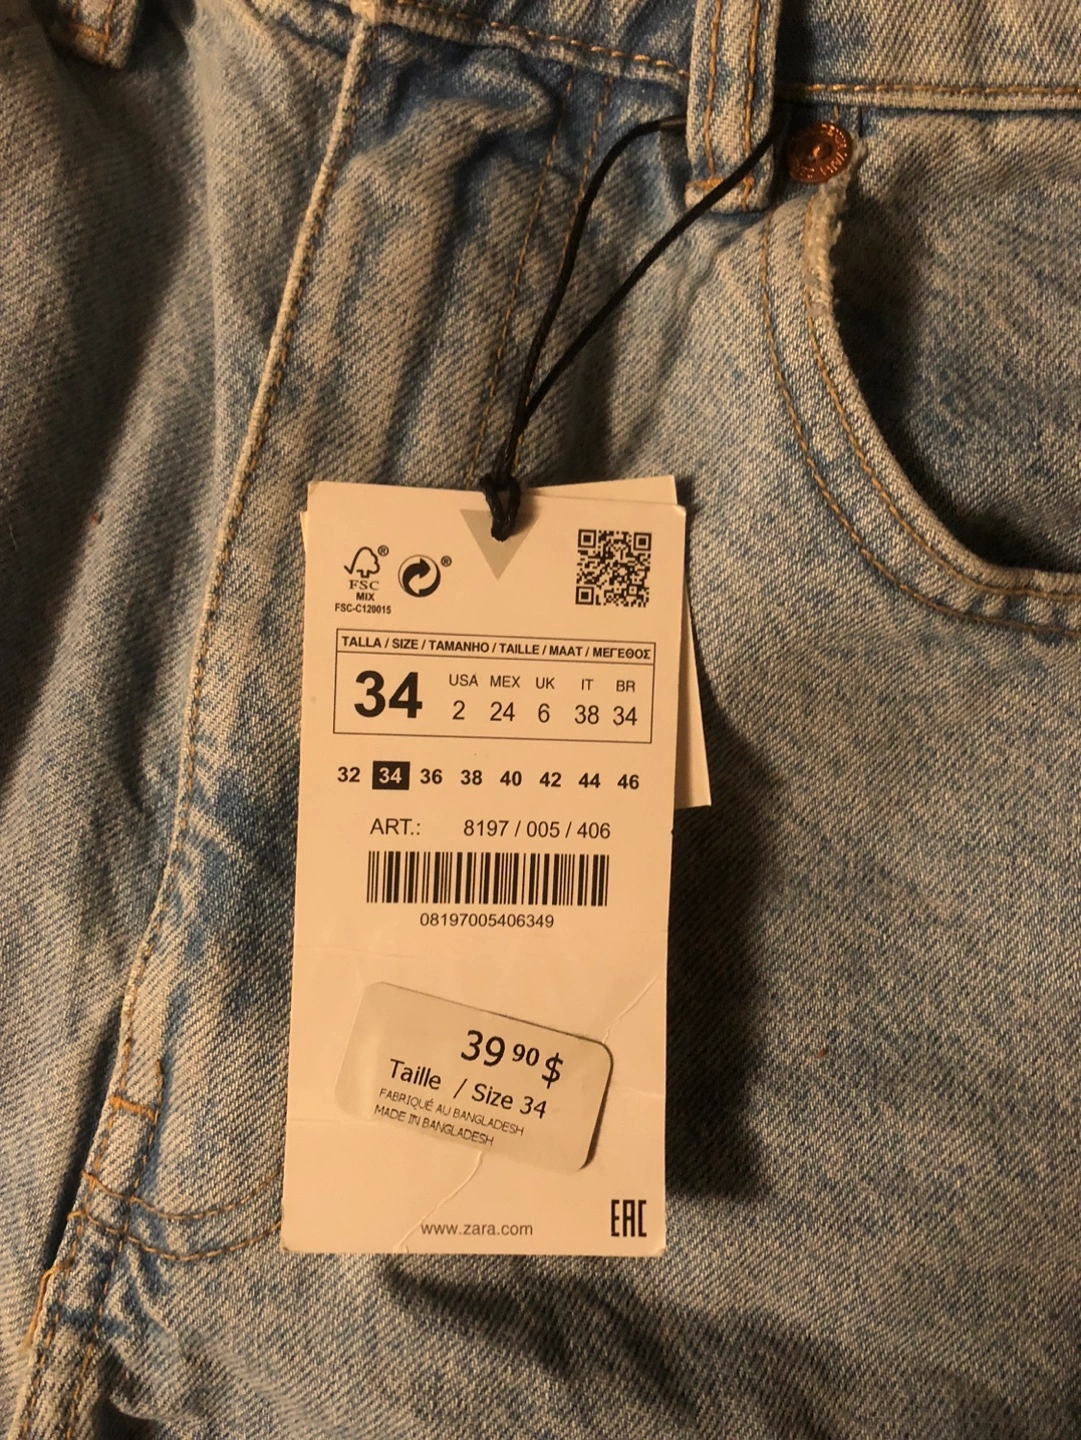 FSC
MIX
FSC-C120015
TALLA / SIZE / TAMANHO / TAILLE / MAAT / ΜΕΓΕΘΟΣ
34
USA MEX UK IT BR
2 24 6 38 34
32 34 36 38 40 42 44 46
ART.: 8197 / 005 / 406
08197005406349
39 90 $
Taille / Size 34
FABRIQUÉ AU BANGLADESH
MADE IN BANGLADESH
www.zara.com
EAC